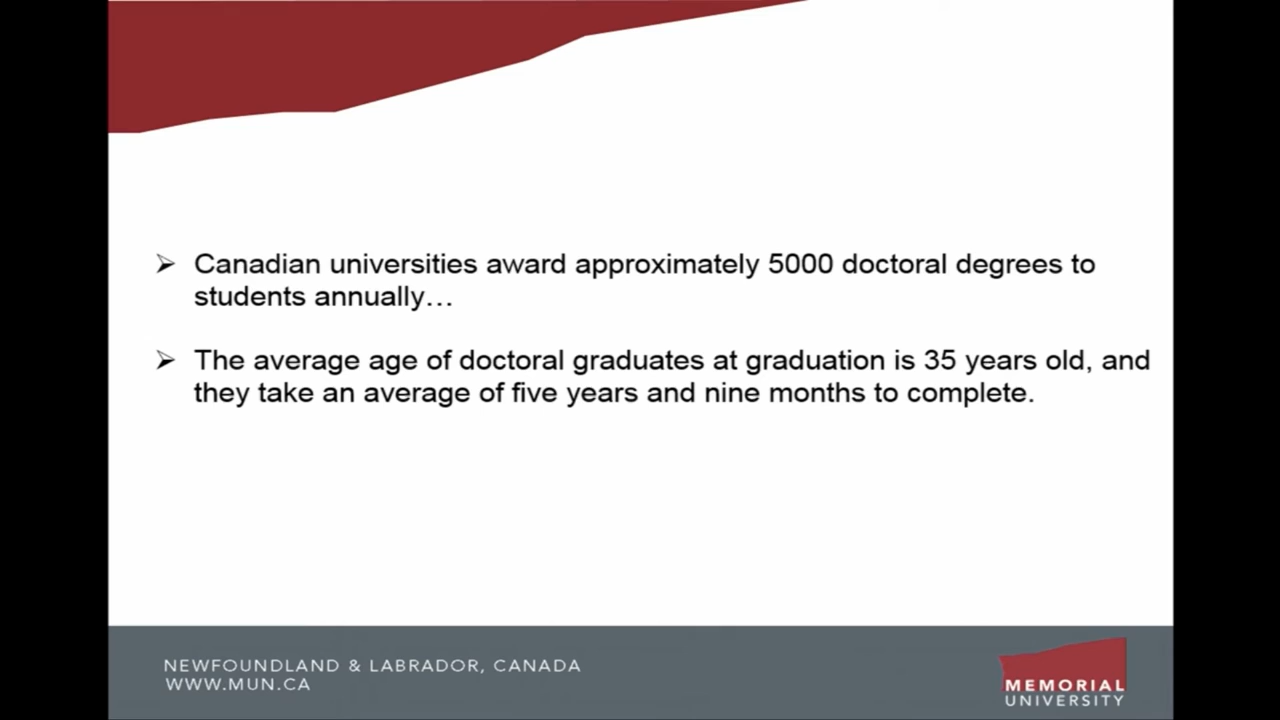 ➢ Canadian universities award approximately 5000 doctoral degrees to
students annually…
➢ The average age of doctoral graduates at graduation is 35 years old, and
they take an average of five years and nine months to complete.
NEWFOUNDLAND & LABRADOR, CANADA
WWW.MUN.CA
MEMORIAL
UNIVERSITY